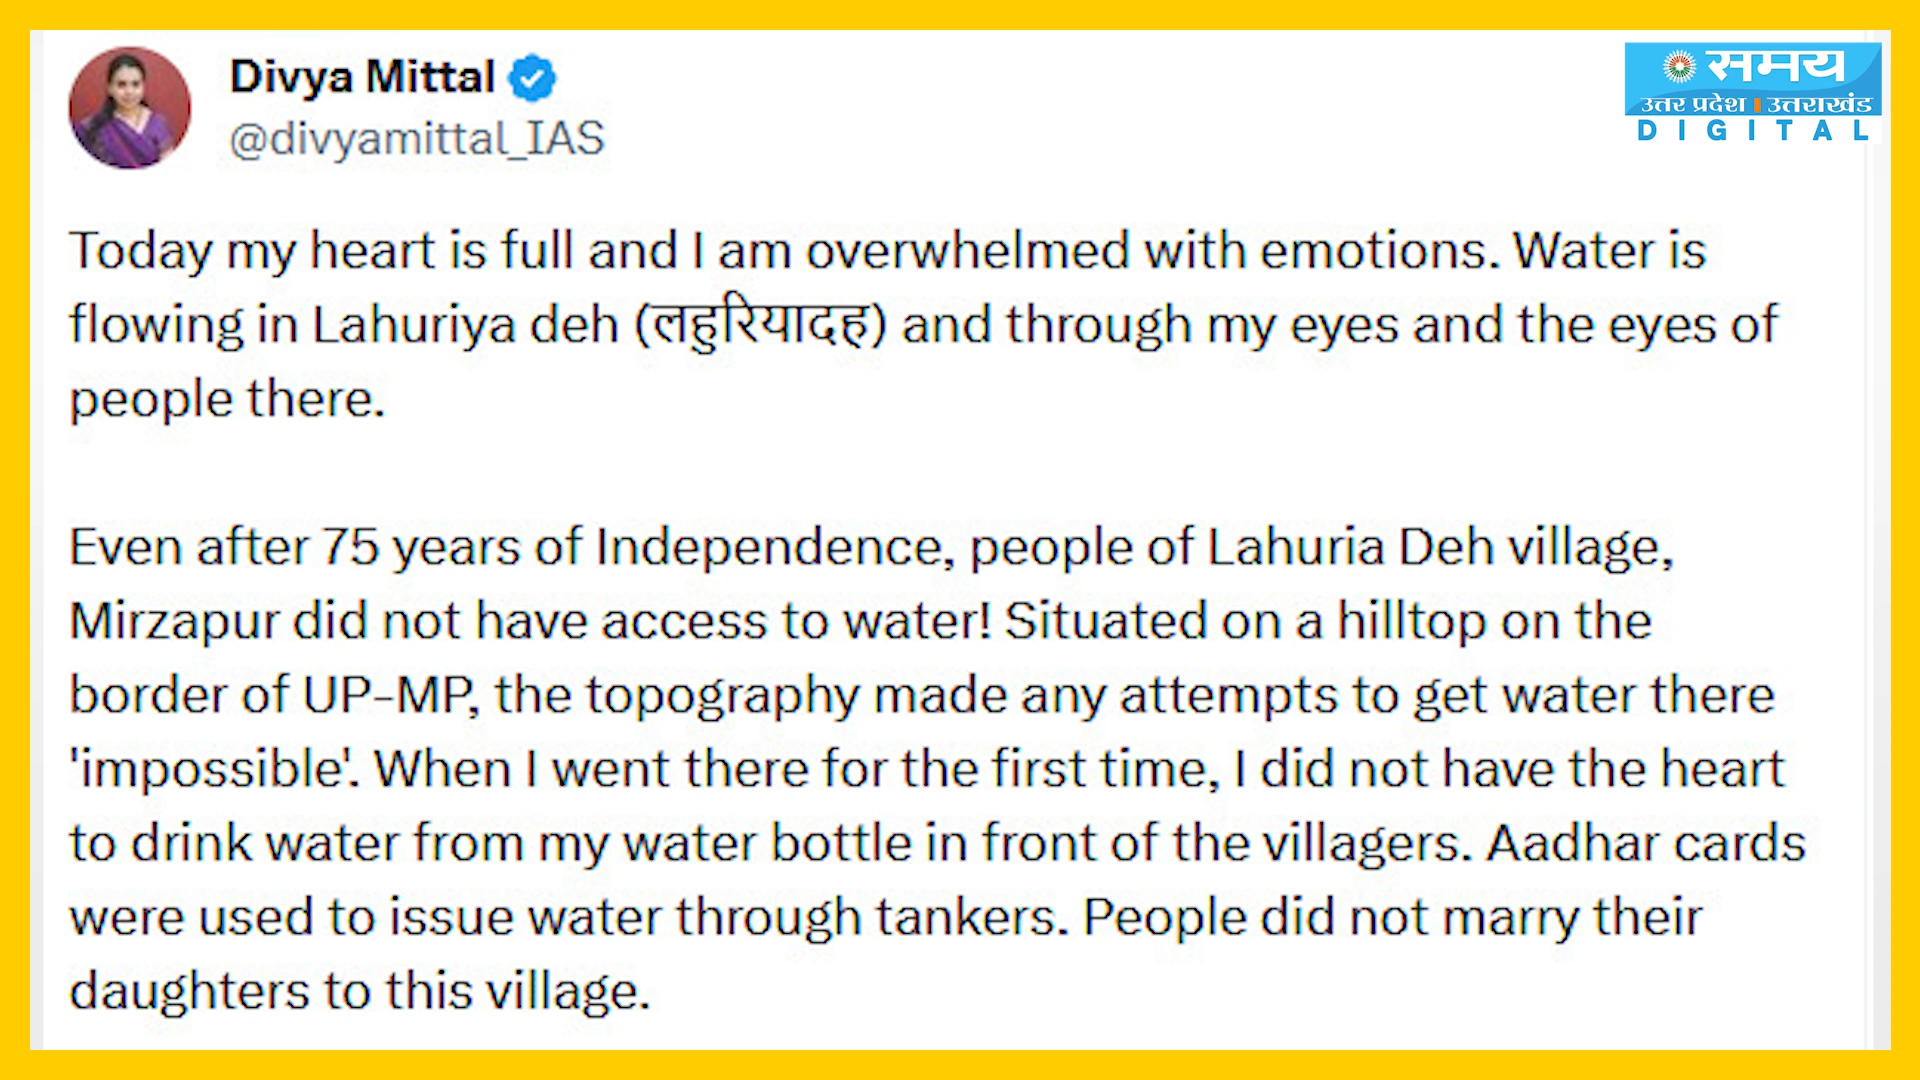 Divya Mittal
@divyamittal_IAS
समय
उत्तर प्रदेश उत्तराखंड
DIGITAL
Today my heart is full and I am overwhelmed with emotions. Water is
flowing in Lahuriya deh (लहुरियादह) and through my eyes and the eyes of
people there.
Even after 75 years of Independence, people of Lahuria Deh village,
Mirzapur did not have access to water! Situated on a hilltop on the
border of UP-MP, the topography made any attempts to get water there
'impossible'. When I went there for the first time, I did not have the heart
to drink water from my water bottle in front of the villagers. Aadhar cards
were used to issue water through tankers. People did not marry their
daughters to this village.